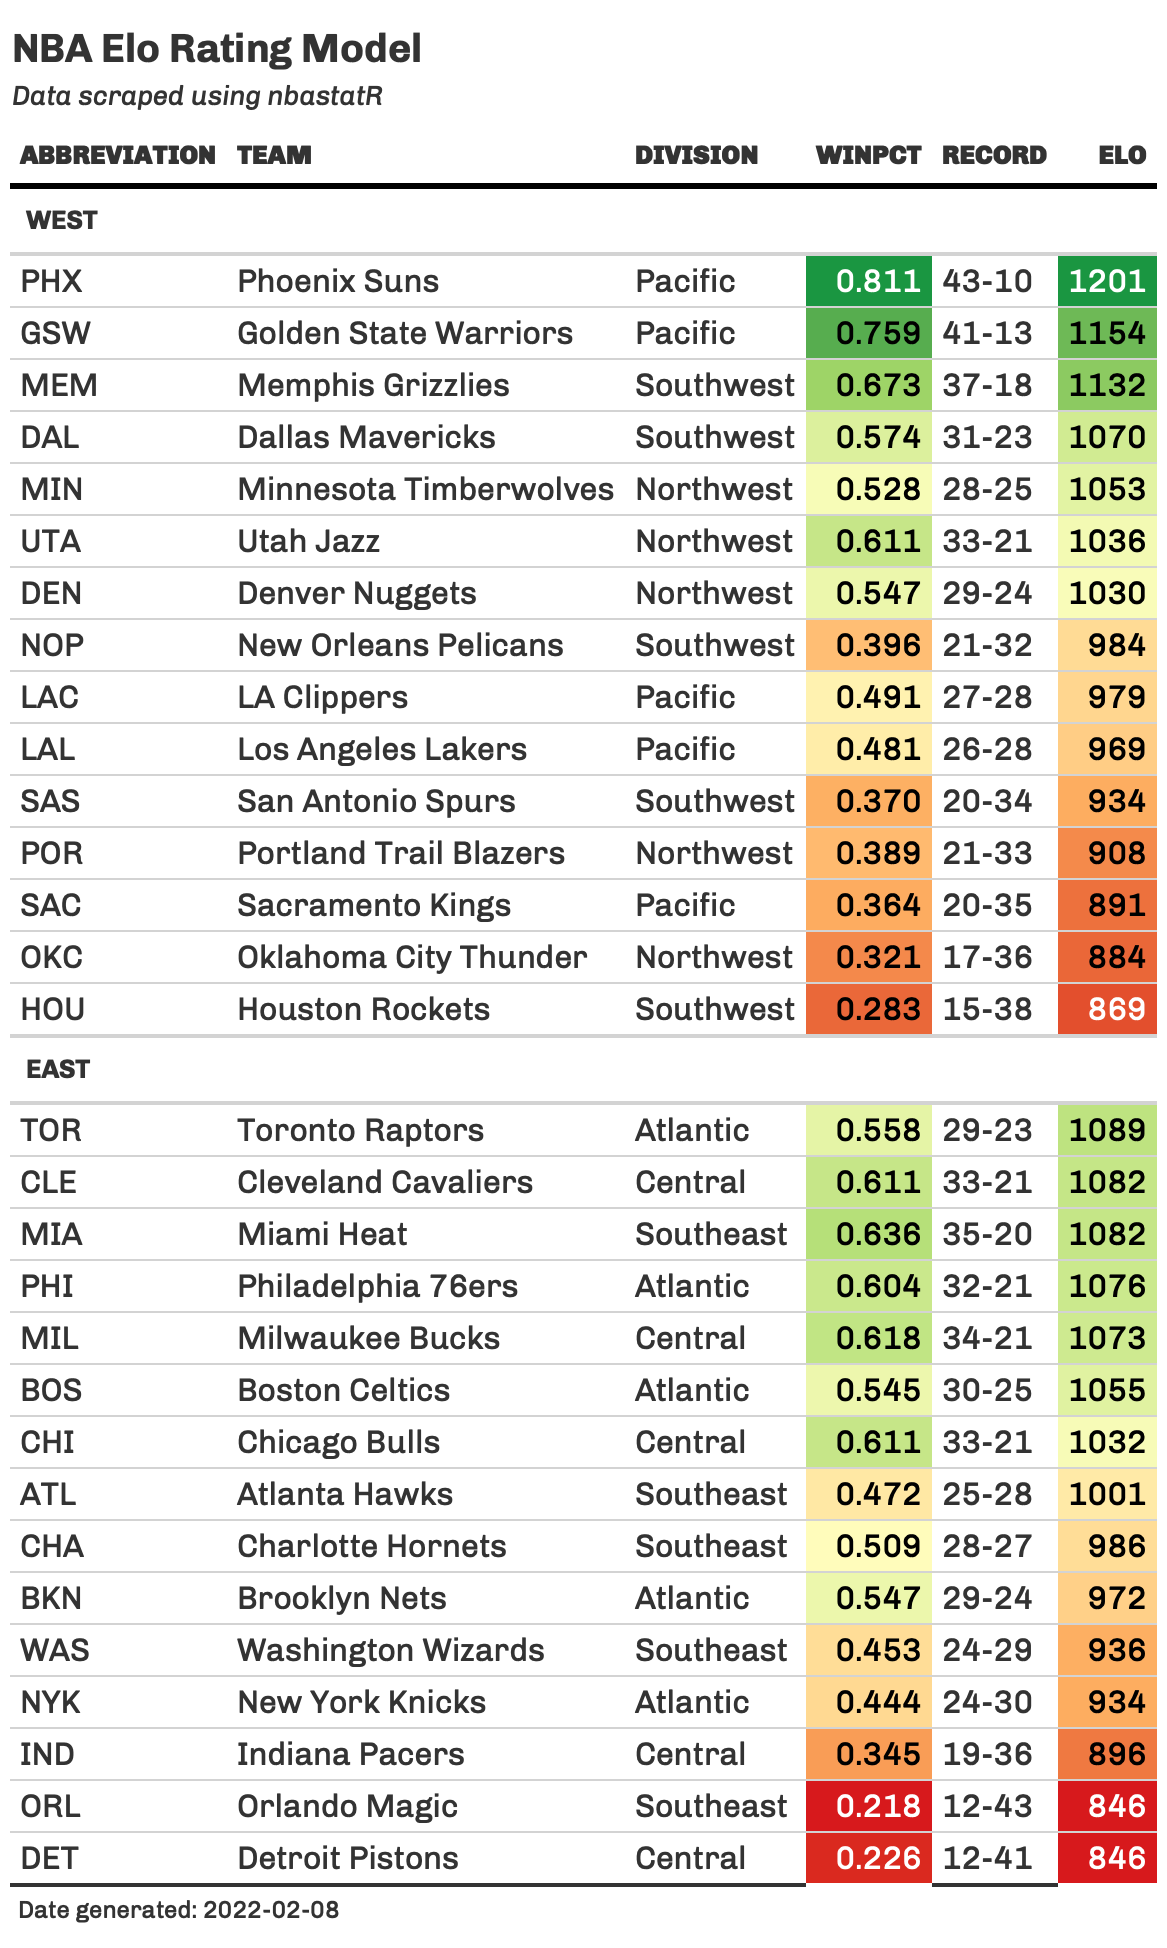 NBA Elo Rating Model
Data scraped using nbastatR
ABBREVIATION TEAM DIVISION WINPCT RECORD ELO
WEST
PHX Phoenix Suns Pacific 0.811 43-10 1201
GSW Golden State Warriors Pacific 0.759 41-13 1154
MEM Memphis Grizzlies Southwest 0.673 37-18 1132
DAL Dallas Mavericks Southwest 0.574 31-23 1070
MIN Minnesota Timberwolves Northwest 0.528 28-25 1053
UTA Utah Jazz Northwest 0.611 33-21 1036
DEN Denver Nuggets Northwest 0.547 29-24 1030
NOP New Orleans Pelicans Southwest 0.396 21-32 984
LAC LA Clippers Pacific 0.491 27-28 979
LAL Los Angeles Lakers Pacific 0.481 26-28 969
SAS San Antonio Spurs Southwest 0.370 20-34 934
POR Portland Trail Blazers Northwest 0.389 21-33 908
SAC Sacramento Kings Pacific 0.364 20-35 891
OKC Oklahoma City Thunder Northwest 0.321 17-36 884
HOU Houston Rockets Southwest 0.283 15-38 869
EAST
TOR Toronto Raptors Atlantic 0.558 29-23 1089
CLE Cleveland Cavaliers Central 0.611 33-21 1082
MIA Miami Heat Southeast 0.636 35-20 1082
PHI Philadelphia 76ers Atlantic 0.604 32-21 1076
MIL Milwaukee Bucks Central 0.618 34-21 1073
BOS Boston Celtics Atlantic 0.545 30-25 1055
CHI Chicago Bulls Central 0.611 33-21 1032
ATL Atlanta Hawks Southeast 0.472 25-28 1001
CHA Charlotte Hornets Southeast 0.509 28-27 986
BKN Brooklyn Nets Atlantic 0.547 29-24 972
WAS Washington Wizards Southeast 0.453 24-29 936
NYK New York Knicks Atlantic 0.444 24-30 934
IND Indiana Pacers Central 0.345 19-36 896
ORL Orlando Magic Southeast 0.218 12-43 846
DET Detroit Pistons Central 0.226 12-41 846
Date generated: 2022-02-08